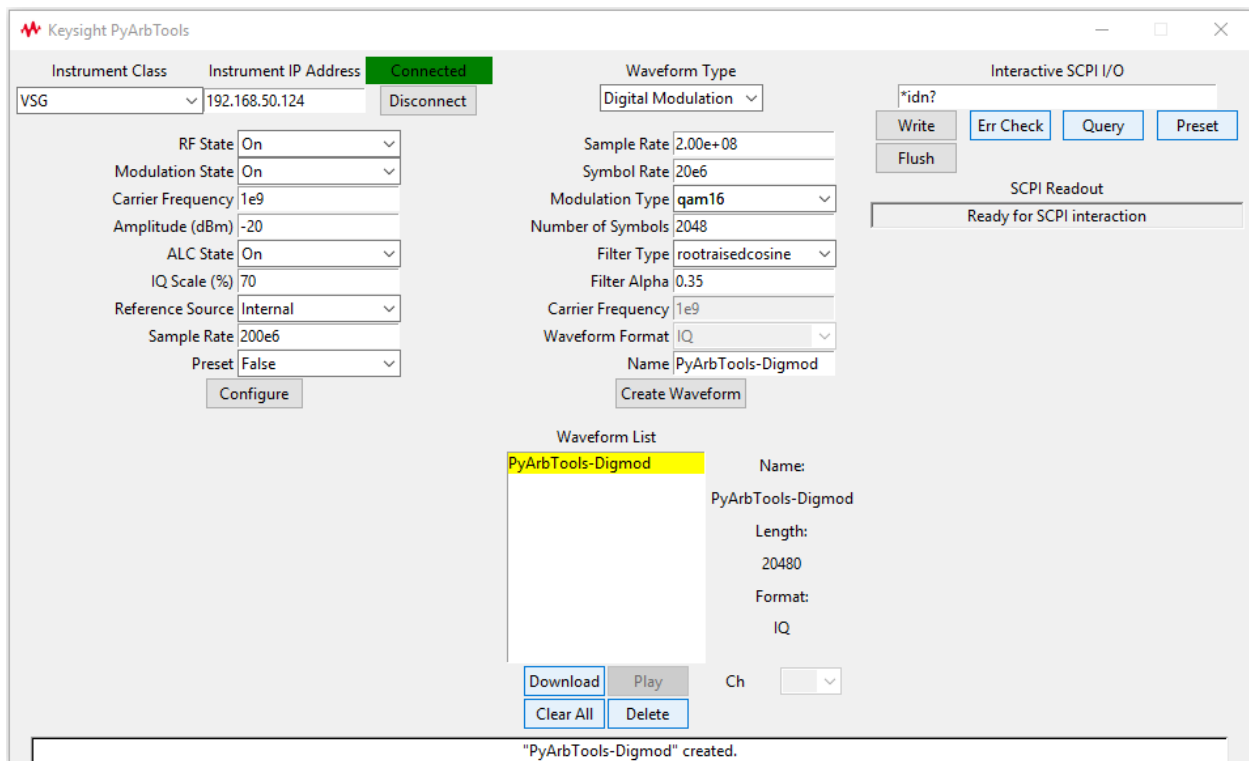 Keysight PyArbTools
Instrument Class Instrument IP Address Connected
VSG 192.168.50.124 Disconnect
RF State On
Modulation State On
Carrier Frequency 1e9
Amplitude (dBm) -20
ALC State On
IQ Scale (%) 70
Reference Source Internal
Sample Rate 200e6
Preset False
Configure
Waveform Type
Digital Modulation
Sample Rate 2.00e+08
Symbol Rate 20e6
Modulation Type qam16
Number of Symbols 2048
Filter Type rootraisedcosine
Filter Alpha 0.35
Carrier Frequency 1e9
Waveform Format IQ
Name PyArbTools-Digmod
Create Waveform
Interactive SCPI I/O
*idn?
Write Err Check Query Preset
Flush
SCPI Readout
Ready for SCPI interaction
Waveform List
PyArbTools-Digmod
Name:
PyArbTools-Digmod
Length:
20480
Format:
IQ
Download Play Ch
Clear All Delete
"PyArbTools-Digmod" created.